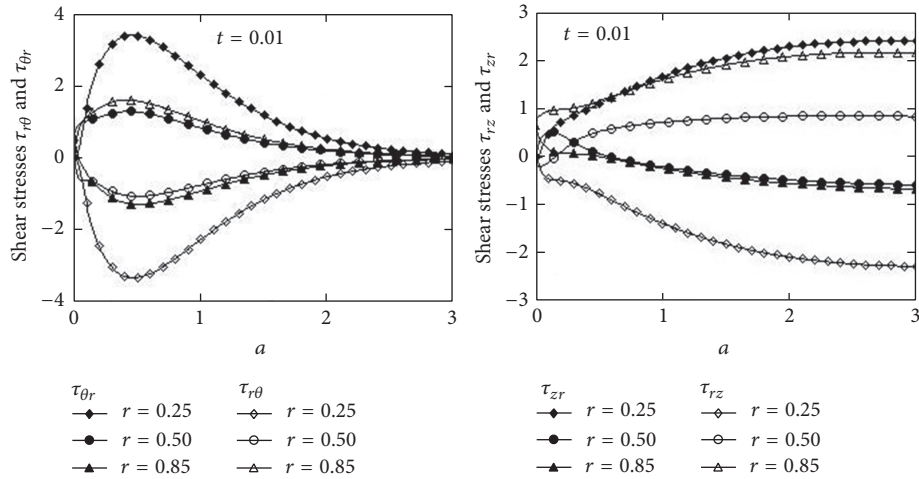 4
2
0
−2
−4
0
1
2
3
t = 0.01
Shear stresses τrθ and τθr
a
τθr
τrθ
r = 0.25
r = 0.25
r = 0.50
r = 0.50
r = 0.85
r = 0.85
3
2
1
0
−1
−2
−3
0
1
2
3
t = 0.01
Shear stresses τrz and τzr
a
τzr
τrz
r = 0.25
r = 0.25
r = 0.50
r = 0.50
r = 0.85
r = 0.85